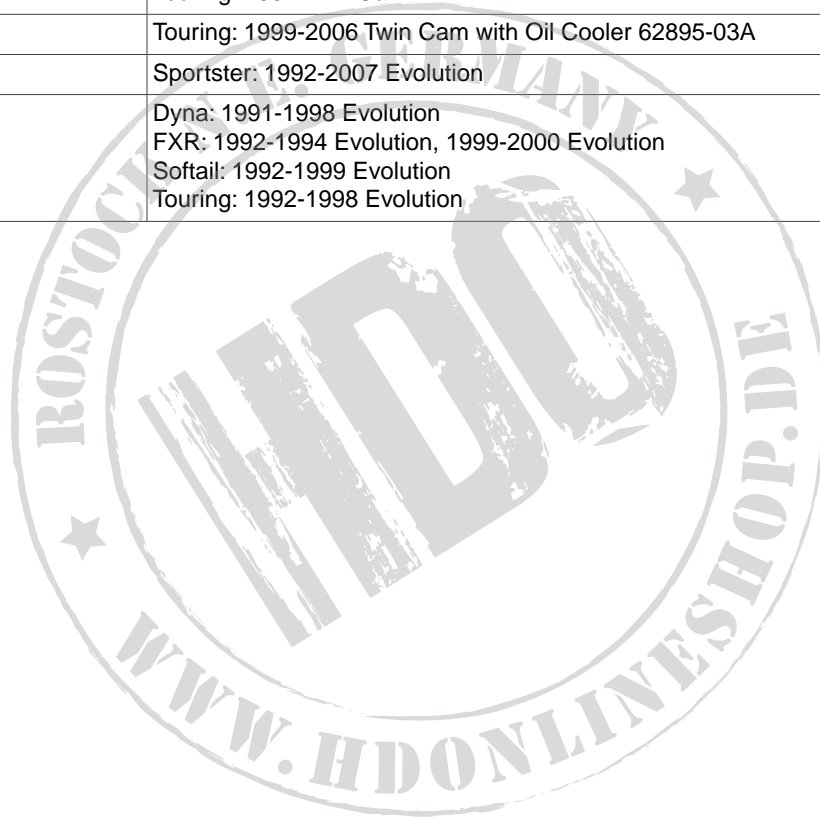 Touring: 1999-2006 Twin Cam with Oil Cooler 62895-03A
Sportster: 1992-2007 Evolution
Dyna: 1991-1998 Evolution
FXR: 1992-1994 Evolution, 1999-2000 Evolution
Softail: 1992-1999 Evolution
Touring: 1992-1998 Evolution
ROSTOCK N.E. GERMANY
HDO
WWW.HDONLINESHOP.DE